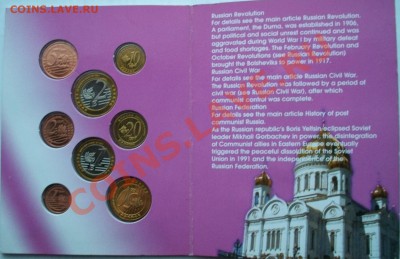 COINS.LAVE.RU
Russian Revolution
For details see the main article Russian Revolution.
A parliament, the Duma, was established in 1906,
but political and social unrest continued and was
aggravated during World War I by military defeat
and food shortages. The February Revolution and
October Revolutions (see Russian Revolution)
brought the Bolsheviks to power in 1917.
Russian Civil War
For details see the main article Russian Civil War.
The Russian Revolution was followed by a period of
civil war (see Russian Civil War), after which
communist control was complete.
Russian Federation
For details see the main article History of post
communist Russia.
As the Russian republic's Boris Yeltsin eclipsed Soviet
leader Mikhail Gorbachev in power, the disintegration
of Communist allies in Eastern Europe eventually
triggered the peaceful dissolution of the Soviet
Union in 1991 and the independence of the
Russian Federation.
50
20
2
20